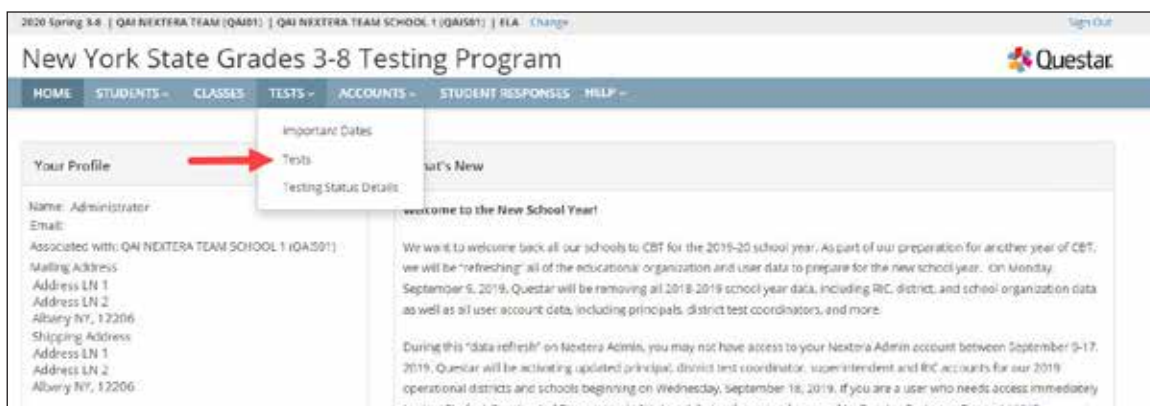 2020 Spring 3-8 | QAI NEXTERA TEAM (QAI01) | QAI NEXTERA TEAM SCHOOL 1 (QAIS01) | ELA Change Sign Out
New York State Grades 3-8 Testing Program
Questar
HOME STUDENTS CLASSES TESTS ACCOUNTS STUDENT RESPONSES HELP
Important Dates
Tests
Testing Status Details
Your Profile
hat's New
Name: Administrator
Email:
Associated with: QAI NEXTERA TEAM SCHOOL 1 (QAIS01)
Mailing Address
Address LN 1
Address LN 2
Albany NY, 12206
Shipping Address
Address LN 1
Address LN 2
Albany NY, 12206
Welcome to the New School Year!
We want to welcome back all our schools to CBT for the 2019-20 school year. As part of our preparation for another year of CBT,
we will be "refreshing" all of the educational organization and user data to prepare for the new school year. On Monday,
September 9, 2019, Questar will be removing all 2018-2019 school year data, including RIC, district, and school organization data
as well as all user account data, including principals, district test coordinators, and more.
During this "data refresh" on Nextera Admin, you may not have access to your Nextera Admin account between September 9-17,
2019. Questar will be activating updated principal, district test coordinator, superintendent and RIC accounts for our 2019
operational districts and schools beginning on Wednesday, September 18, 2019. If you are a user who needs access immediately